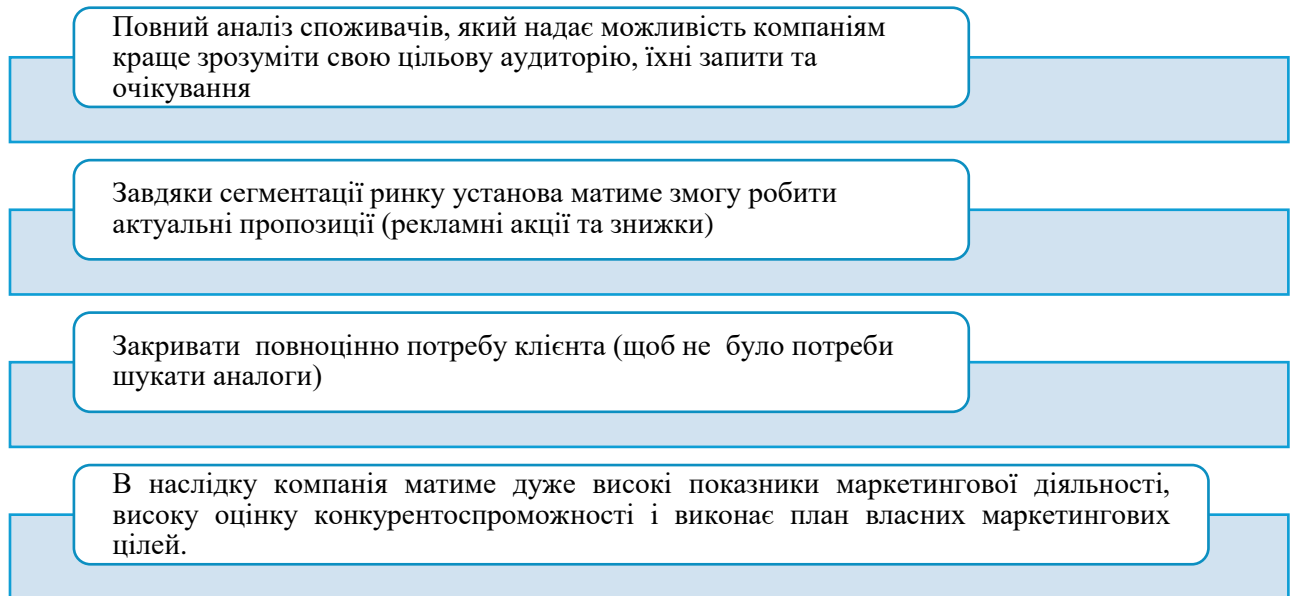 Повний аналіз споживачів, який надає можливість компаніям
краще зрозуміти свою цільову аудиторію, їхні запити та
очікування
Завдяки сегментації ринку установа матиме змогу робити
актуальні пропозиції (рекламні акції та знижки)
Закривати повноцінно потребу клієнта (щоб не було потреби
шукати аналоги)
В наслідку компанія матиме дуже високі показники маркетингової діяльності,
високу оцінку конкурентоспроможності і виконає план власних маркетингових
цілей.